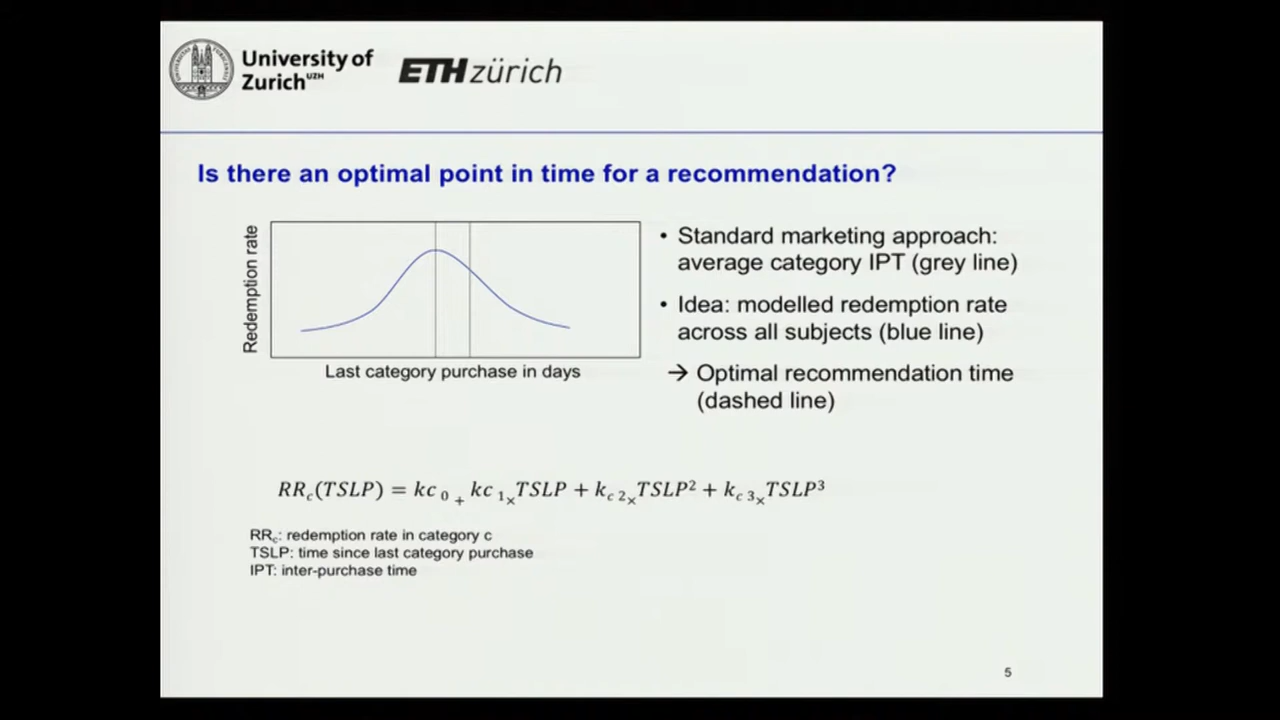 University of
Zurich UZH
ETH zürich
Is there an optimal point in time for a recommendation?
Redemption rate
Last category purchase in days
• Standard marketing approach:
average category IPT (grey line)
• Idea: modelled redemption rate
across all subjects (blue line)
→ Optimal recommendation time
(dashed line)
RR_c(TSLP) = kc_0 + kc_1×TSLP + k_c2×TSLP² + k_c3×TSLP³
RR_c: redemption rate in category c
TSLP: time since last category purchase
IPT: inter-purchase time
5